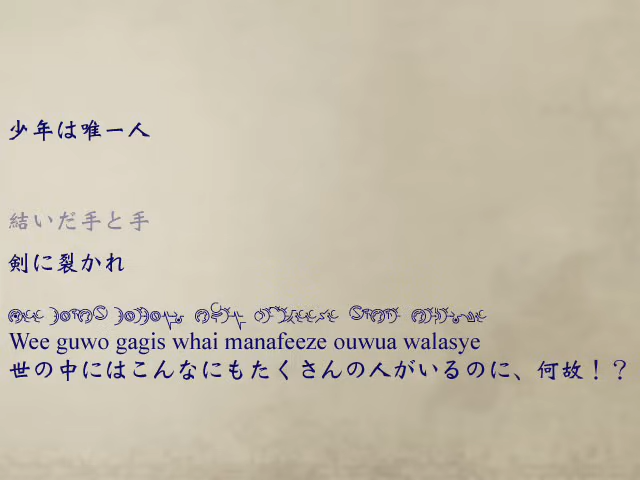 少年は唯一人
結いだ手と手
剣に裂かれ
Wee guwo gagis whai manafeeze ouwua walasye
世の中にはこんなにもたくさんの人がいるのに、何故！？